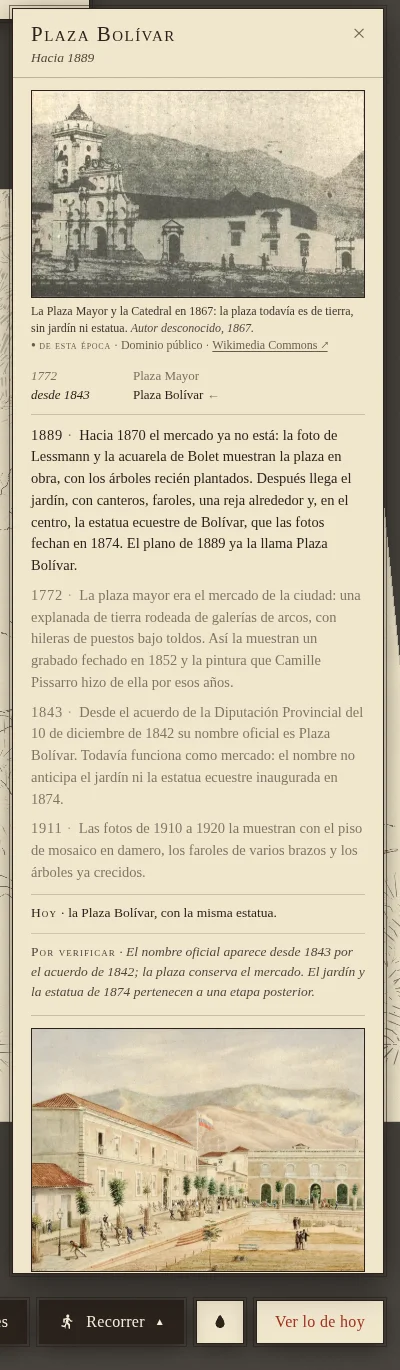 Plaza Bolívar
×
Hacia 1889
La Plaza Mayor y la Catedral en 1867: la plaza todavía es de tierra,
sin jardín ni estatua. Autor desconocido, 1867.
• de esta época · Dominio público · Wikimedia Commons ↗
1772 Plaza Mayor
desde 1843 Plaza Bolívar ←
1889 · Hacia 1870 el mercado ya no está: la foto de
Lessmann y la acuarela de Bolet muestran la plaza en
obra, con los árboles recién plantados. Después llega el
jardín, con canteros, faroles, una reja alrededor y, en el
centro, la estatua ecuestre de Bolívar, que las fotos
fechan en 1874. El plano de 1889 ya la llama Plaza
Bolívar.
1772 · La plaza mayor era el mercado de la ciudad: una
explanada de tierra rodeada de galerías de arcos, con
hileras de puestos bajo toldos. Así la muestran un
grabado fechado en 1852 y la pintura que Camille
Pissarro hizo de ella por esos años.
1843 · Desde el acuerdo de la Diputación Provincial del
10 de diciembre de 1842 su nombre oficial es Plaza
Bolívar. Todavía funciona como mercado: el nombre no
anticipa el jardín ni la estatua ecuestre inaugurada en
1874.
1911 · Las fotos de 1910 a 1920 la muestran con el piso
de mosaico en damero, los faroles de varios brazos y los
árboles ya crecidos.
Hoy · la Plaza Bolívar, con la misma estatua.
Por verificar · El nombre oficial aparece desde 1843 por
el acuerdo de 1842; la plaza conserva el mercado. El jardín y
la estatua de 1874 pertenecen a una etapa posterior.
es
Recorrer ▲
Ver lo de hoy